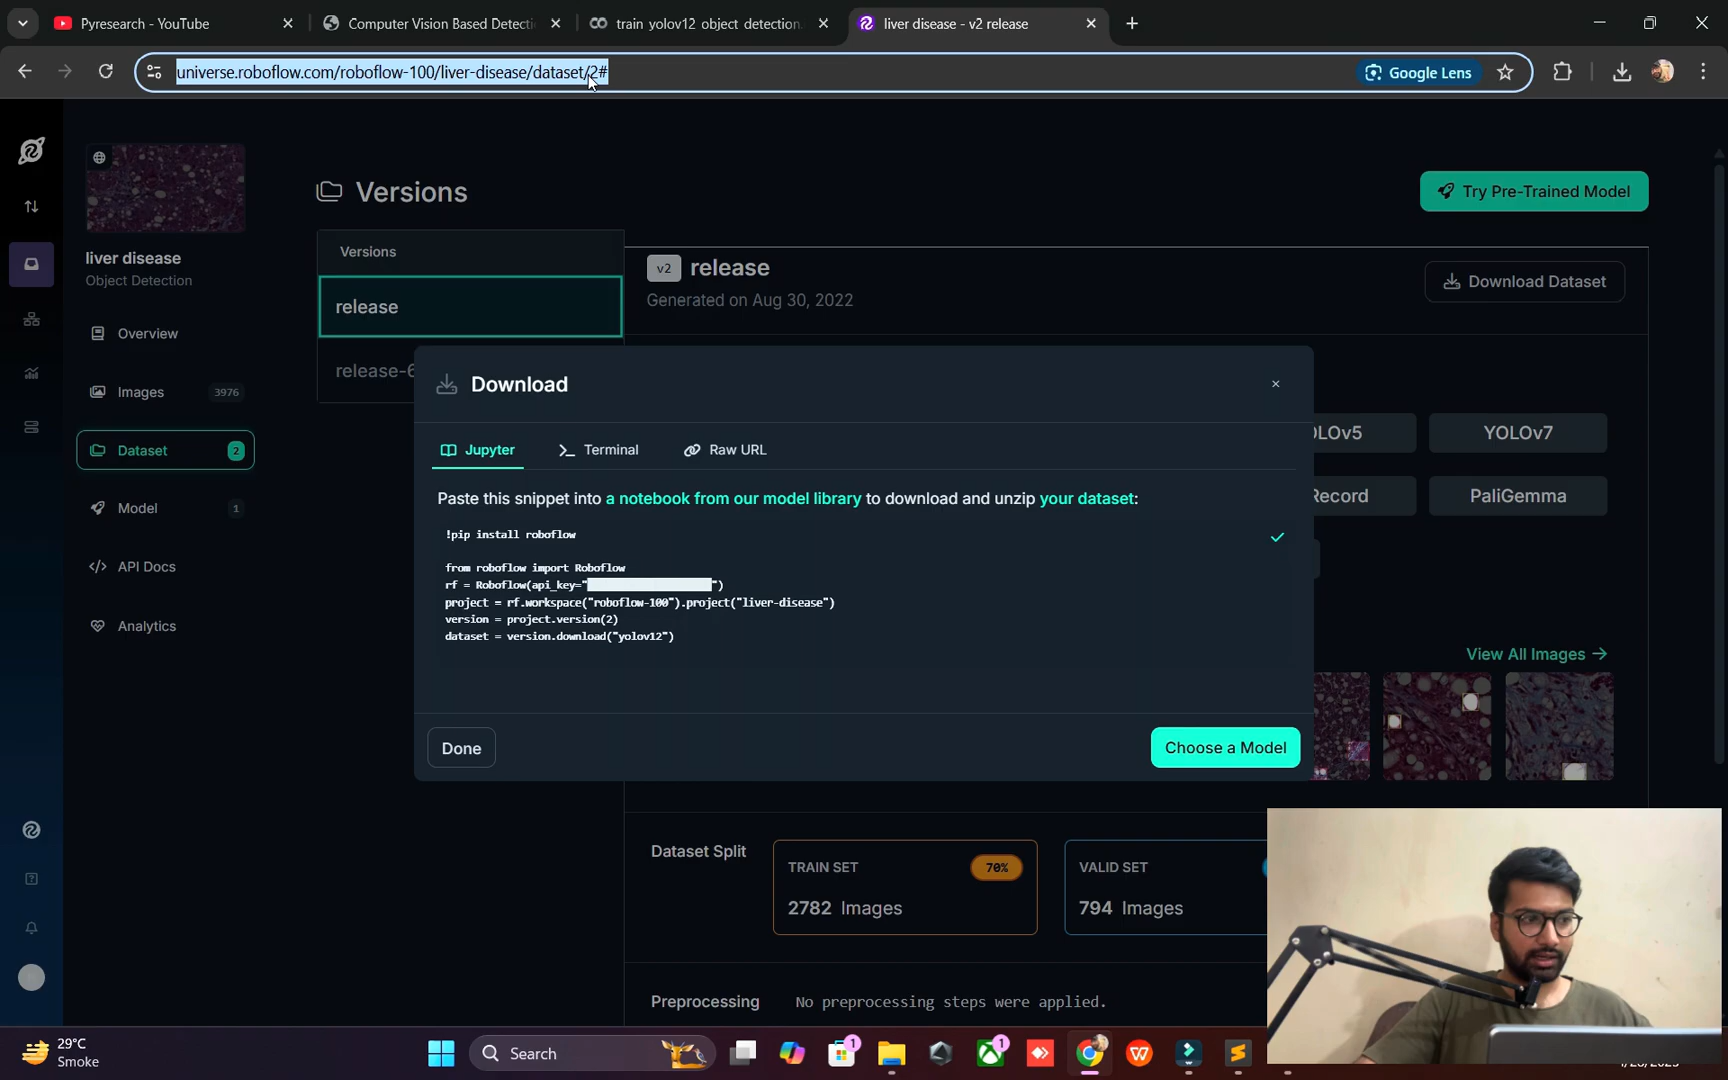 Pyresearch - YouTube
Computer Vision Based Detecti
train yolov12 object detection.
liver disease - v2 release
universe.roboflow.com/roboflow-100/liver-disease/dataset/2#
Google Lens
liver disease
Object Detection
Overview
Images 3976
Dataset 2
Model 1
API Docs
Analytics
Versions
Try Pre-Trained Model
Versions
release
release-6
v2 release
Generated on Aug 30, 2022
Download Dataset
YOLOv7
PaliGemma
Download
Jupyter
Terminal
Raw URL
Paste this snippet into a notebook from our model library to download and unzip your dataset:
!pip install roboflow
from roboflow import Roboflow
rf = Roboflow(api_key=" ")
project = rf.workspace("roboflow-100").project("liver-disease")
version = project.version(2)
dataset = version.download("yolov12")
Done
Choose a Model
View All Images →
Dataset Split
TRAIN SET 70%
2782 Images
VALID SET
794 Images
Preprocessing
No preprocessing steps were applied.
29°C
Smoke
Search
1
1